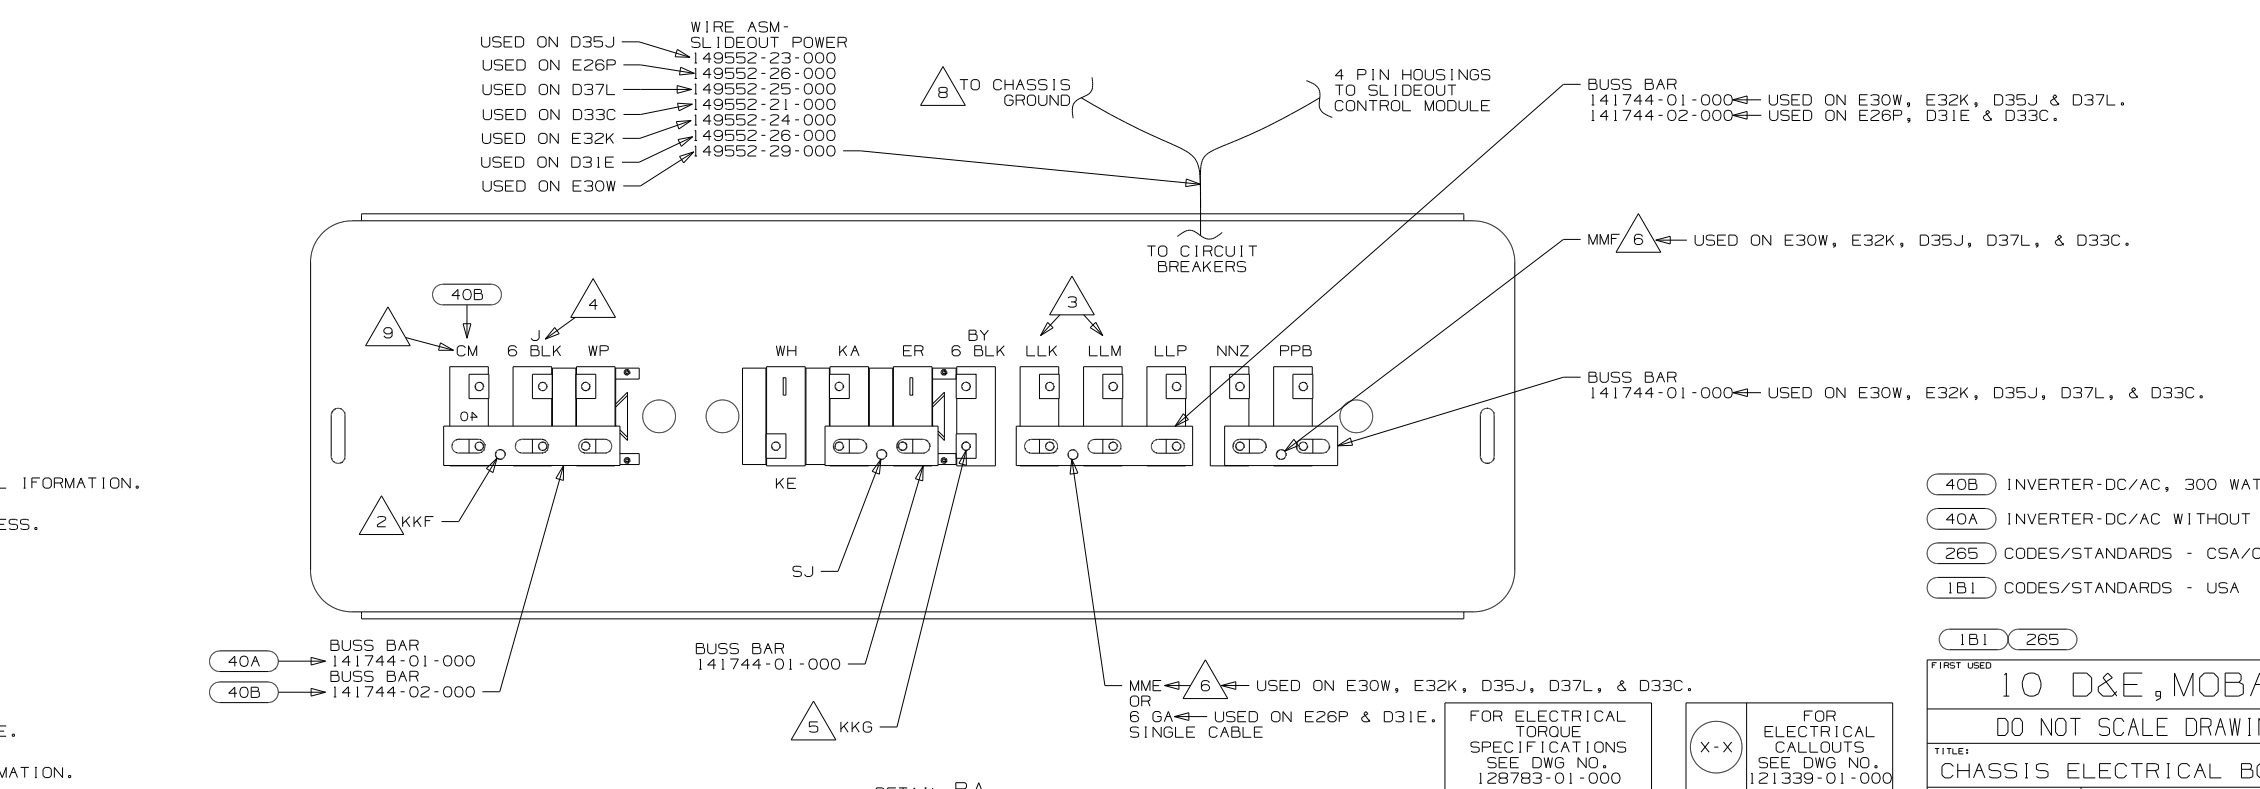 WIRE ASM-
SLIDEOUT POWER
USED ON D35J
149552-23-000
USED ON E26P
149552-26-000
USED ON D37L
149552-25-000
USED ON D33C
149552-21-000
USED ON E32K
149552-24-000
USED ON D31E
149552-26-000
USED ON E30W
149552-29-000
8
TO CHASSIS
GROUND
4 PIN HOUSINGS
TO SLIDEOUT
CONTROL MODULE
BUSS BAR
141744-01-000 USED ON E30W, E32K, D35J & D37L.
141744-02-000 USED ON E26P, D31E & D33C.
TO CIRCUIT
BREAKERS
MMF 6 USED ON E30W, E32K, D35J, D37L, & D33C.
40B
4
3
9
CM
J
6 BLK
WP
WH
KA
ER
BY
6 BLK
LLK
LLM
LLP
NNZ
PPB
BUSS BAR
141744-01-000 USED ON E30W, E32K, D35J, D37L, & D33C.
40
KE
2 KKF
SJ
L IFORMATION.
ESS.
E.
MATION.
40B INVERTER-DC/AC, 300 WAT
40A INVERTER-DC/AC WITHOUT
265 CODES/STANDARDS - CSA/C
1B1 CODES/STANDARDS - USA
1B1 265
BUSS BAR
40A 141744-01-000
BUSS BAR
40B 141744-02-000
BUSS BAR
141744-01-000
5 KKG
MME 6 USED ON E30W, E32K, D35J, D37L, & D33C.
OR
6 GA USED ON E26P & D31E.
SINGLE CABLE
FOR ELECTRICAL
TORQUE
SPECIFICATIONS
SEE DWG NO.
128783-01-000
X-X
FOR
ELECTRICAL
CALLOUTS
SEE DWG NO.
121339-01-000
FIRST USED
10 D&E,MOBA
DO NOT SCALE DRAWIN
TITLE:
CHASSIS ELECTRICAL BO
DETAIL BA